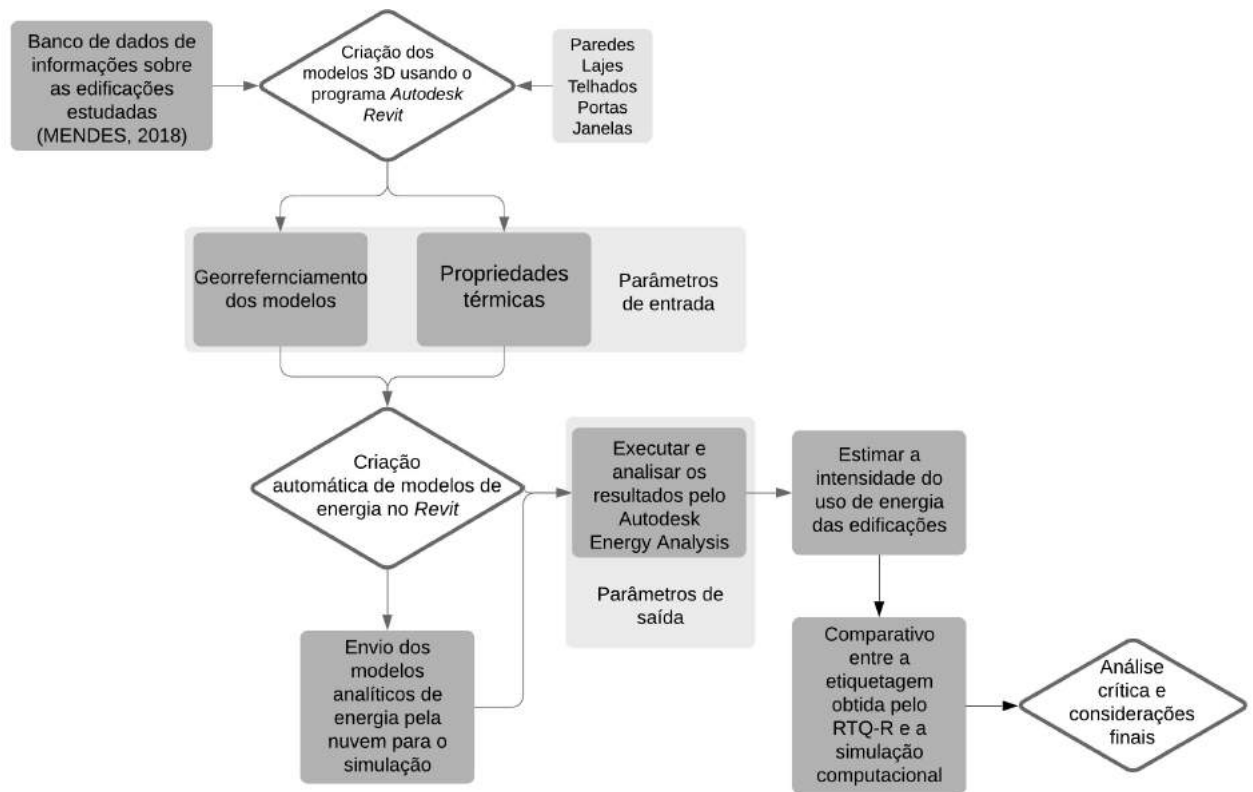 Banco de dados de
informações sobre
as edificações
estudadas
(MENDES, 2018)
Criação dos
modelos 3D usando o
programa Autodesk
Revit
Paredes
Lajes
Telhados
Portas
Janelas
Georrefernciamento
dos modelos
Propriedades
térmicas
Parâmetros
de entrada
Criação
automática de modelos de
energia no Revit
Executar e
analisar os
resultados pelo
Autodesk
Energy Analysis
Parâmetros de
saída
Estimar a
intensidade do
uso de energia
das edificações
Envio dos
modelos
analíticos de
energia pela
nuvem para o
simulação
Comparativo
entre a
etiquetagem
obtida pelo
RTQ-R e a
simulação
computacional
Análise
crítica e
considerações
finais